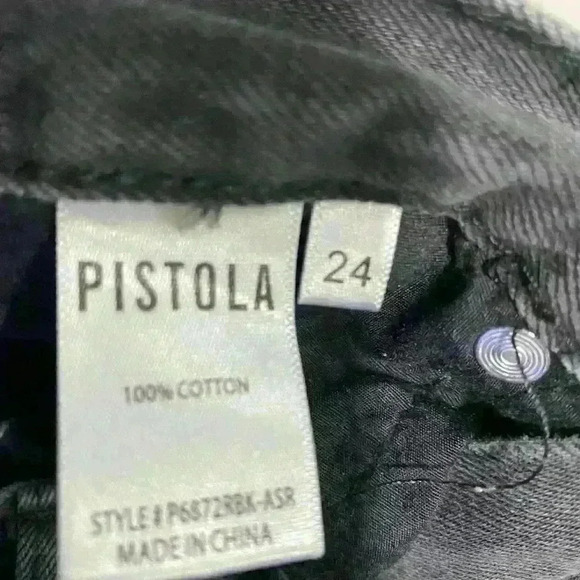 PISTOLA
24
100% COTTON
STYLE # P6872RBK-ASR
MADE IN CHINA